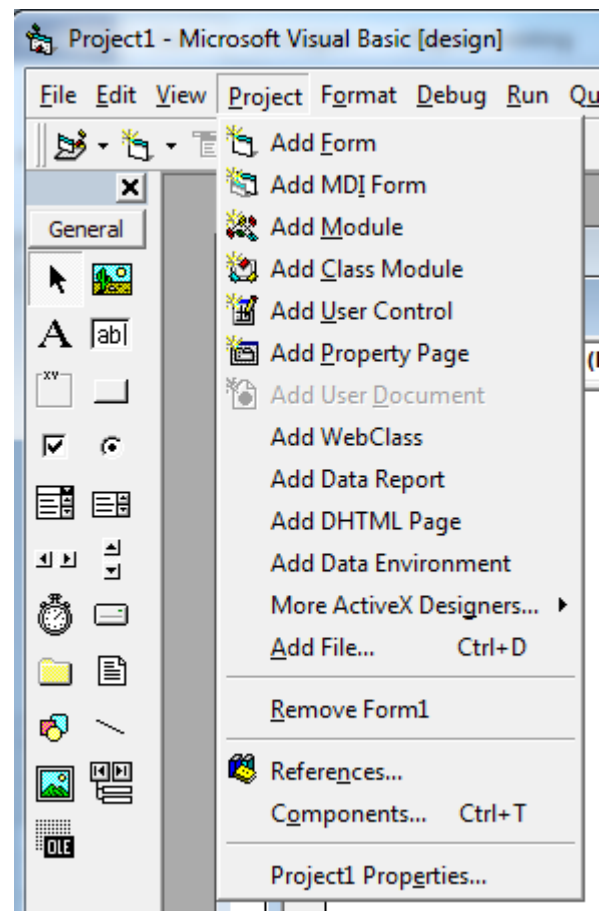 Project1 - Microsoft Visual Basic [design]
File Edit View Project Format Debug Run
General
Add Form
Add MDI Form
Add Module
Add Class Module
Add User Control
Add Property Page
Add User Document
Add WebClass
Add Data Report
Add DHTML Page
Add Data Environment
More ActiveX Designers...
Add File... Ctrl+D
Remove Form1
References...
Components... Ctrl+T
Project1 Properties...
A
ab
XY
OLE